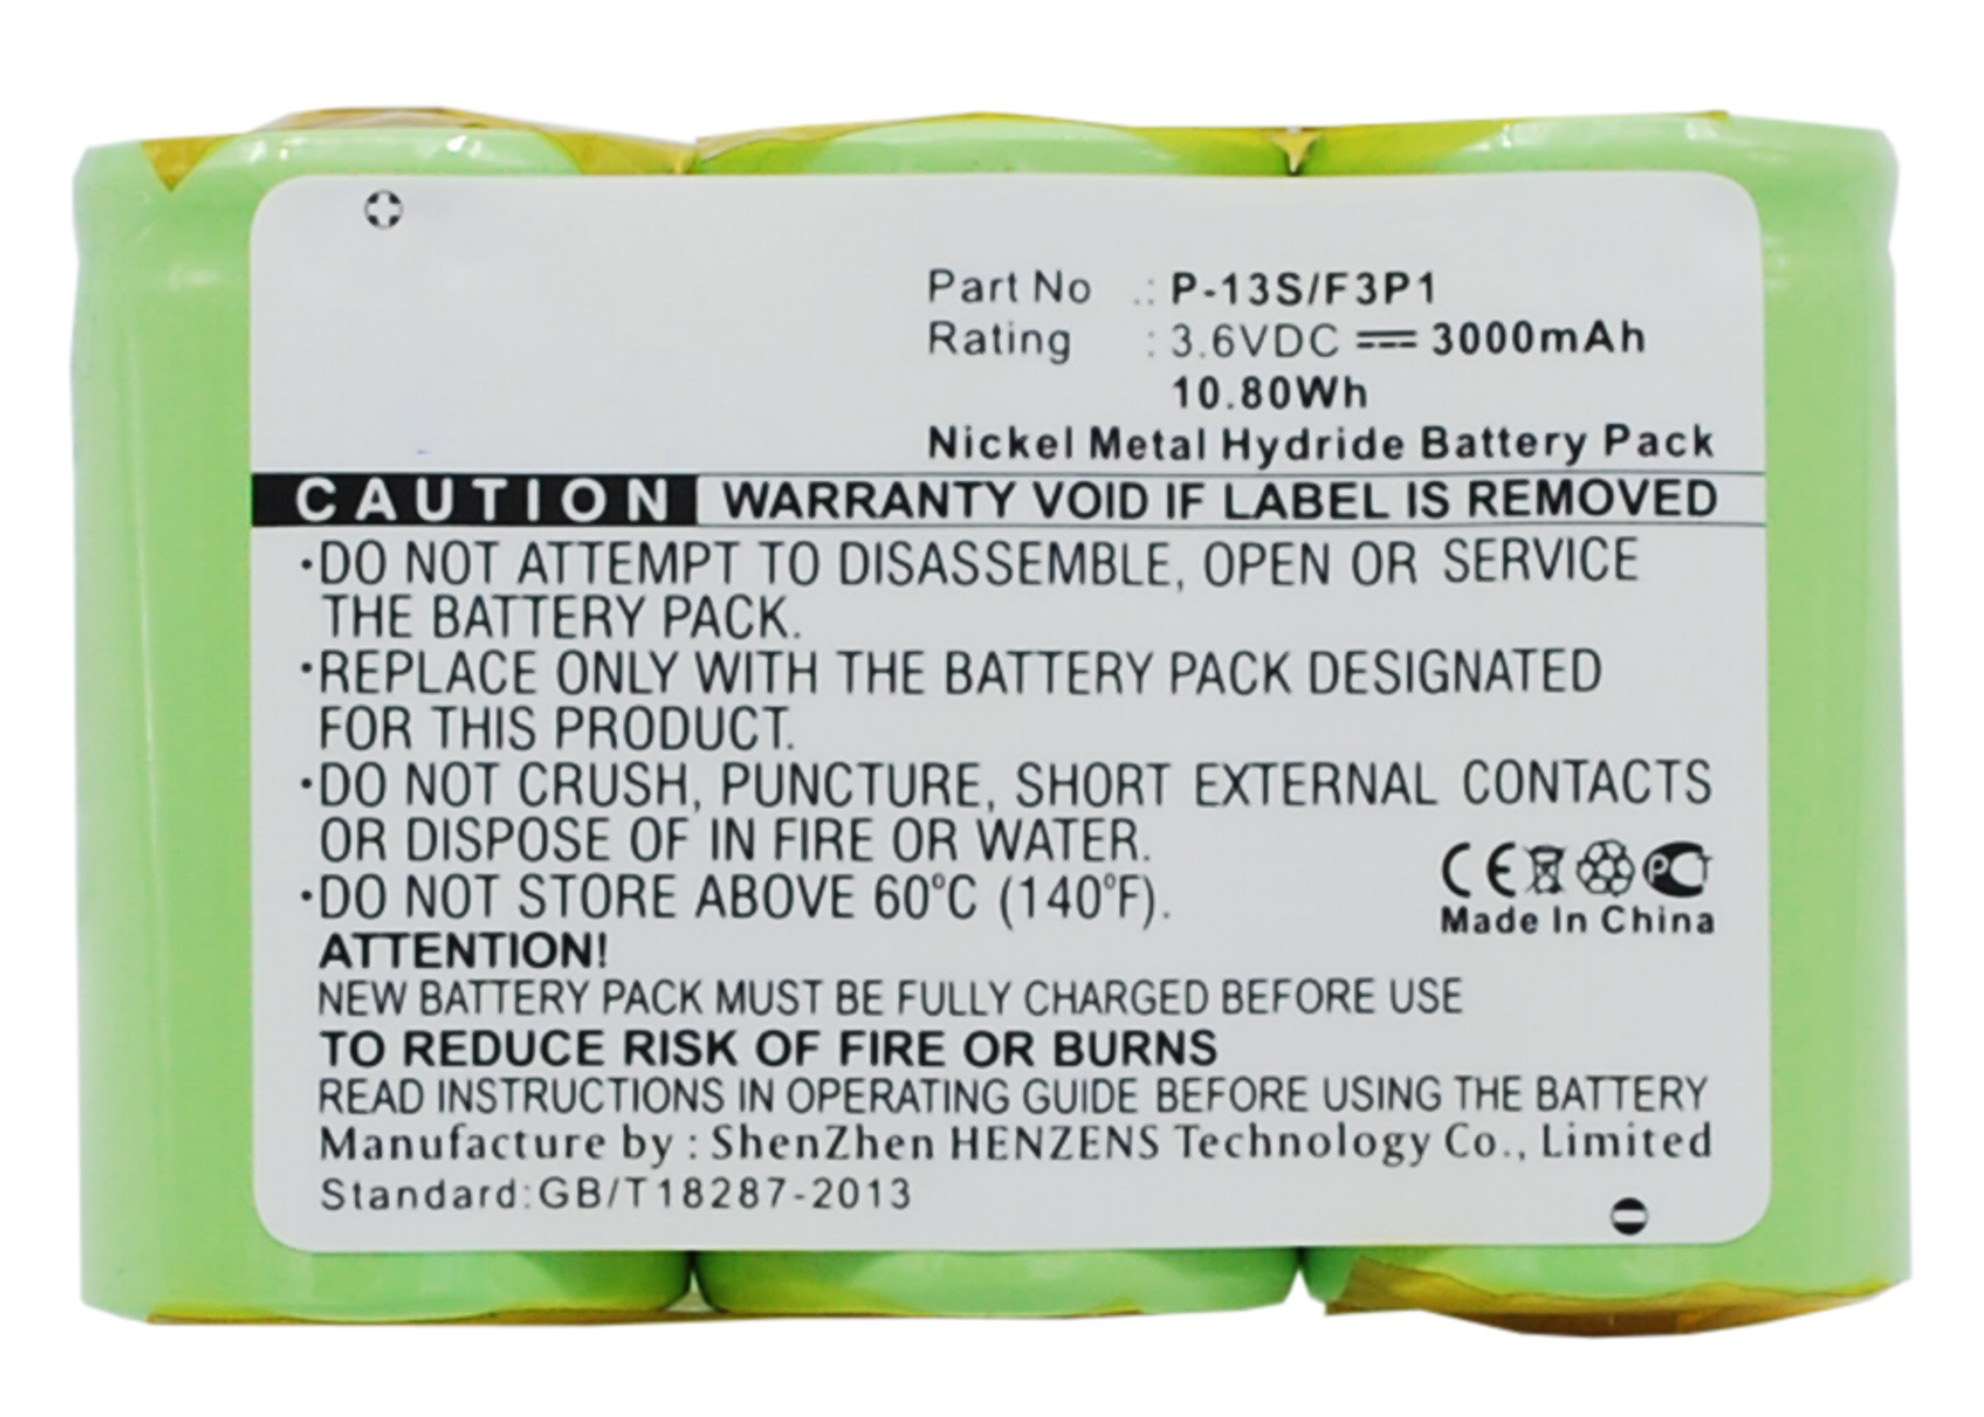 Part No .: P-13S/F3P1
Rating : 3.6VDC 3000mAh
10.80Wh
Nickel Metal Hydride Battery Pack
CAUTION WARRANTY VOID IF LABEL IS REMOVED
·DO NOT ATTEMPT TO DISASSEMBLE, OPEN OR SERVICE
THE BATTERY PACK.
·REPLACE ONLY WITH THE BATTERY PACK DESIGNATED
FOR THIS PRODUCT.
·DO NOT CRUSH, PUNCTURE, SHORT EXTERNAL CONTACTS
OR DISPOSE OF IN FIRE OR WATER.
·DO NOT STORE ABOVE 60°C (140°F).
CE PCT
Made In China
ATTENTION!
NEW BATTERY PACK MUST BE FULLY CHARGED BEFORE USE
TO REDUCE RISK OF FIRE OR BURNS
READ INSTRUCTIONS IN OPERATING GUIDE BEFORE USING THE BATTERY
Manufacture by : ShenZhen HENZENS Technology Co., Limited
Standard:GB/T18287-2013